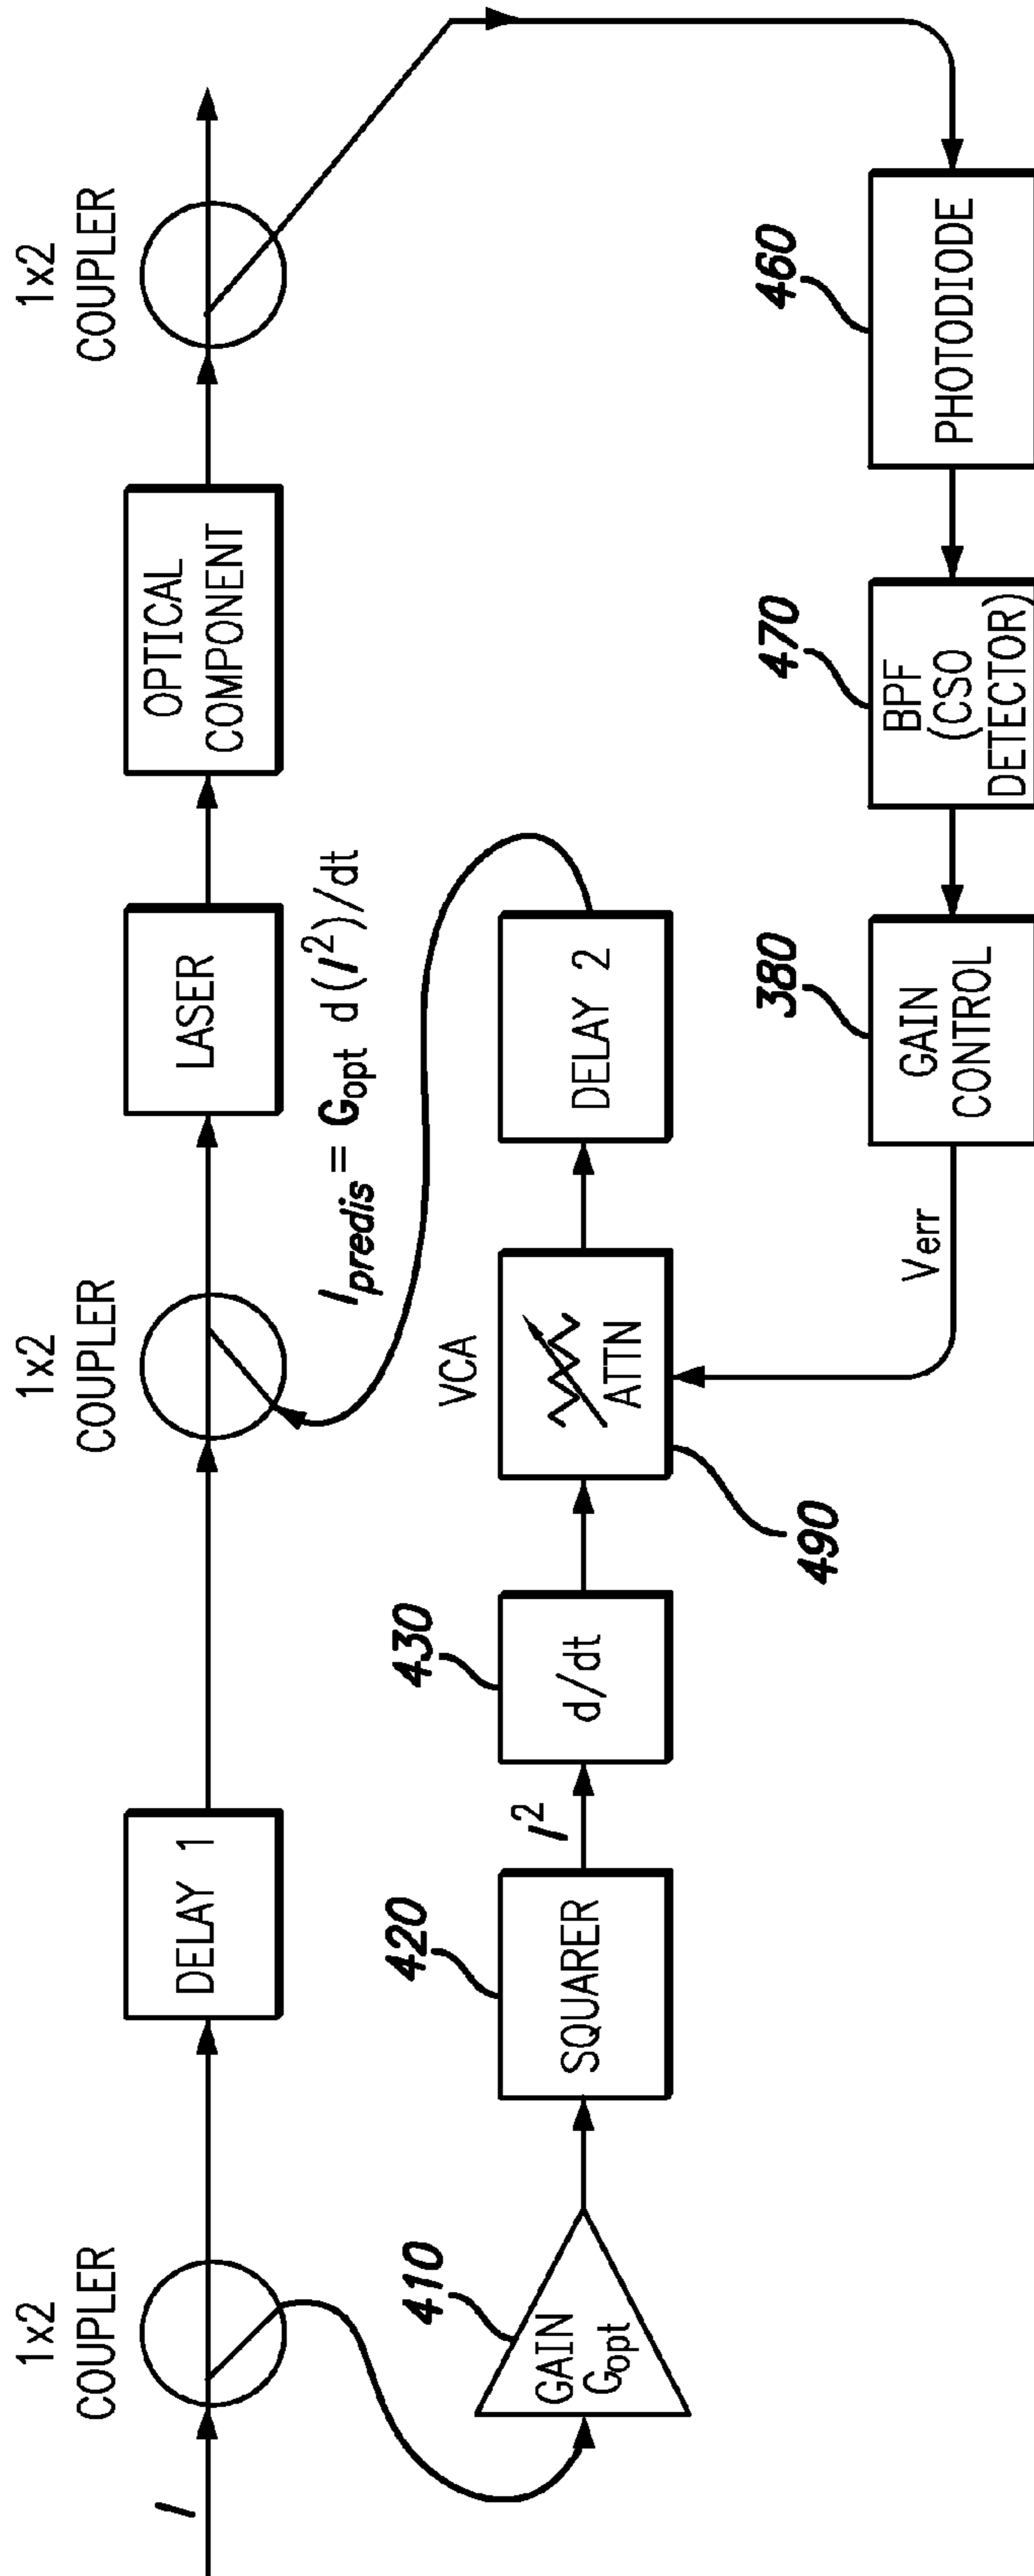 I
1x2
COUPLER
DELAY 1
1x2
COUPLER
LASER
OPTICAL
COMPONENT
1x2
COUPLER
I_predis = G_opt d(I²)/dt
410
GAIN
G_opt
420
SQUARER
I²
430
d/dt
VCA
ATTN
490
DELAY 2
Verr
380
GAIN
CONTROL
470
BPF
(CSO
DETECTOR)
460
PHOTODIODE